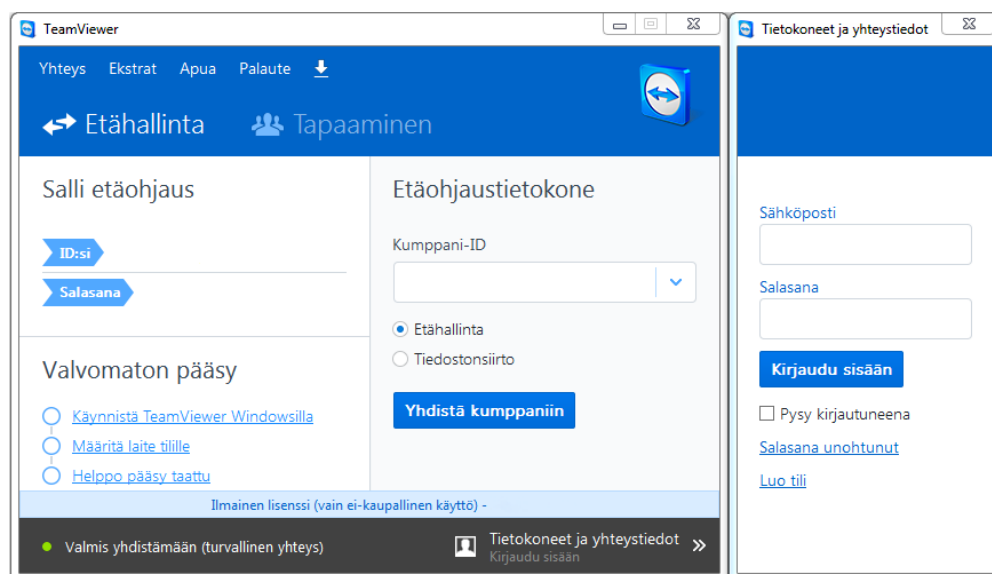 TeamViewer
Yhteys Ekstrat Apua Palaute
Etähallinta Tapaaminen
Salli etäohjaus
ID:si
Salasana
Valvomaton pääsy
Käynnistä TeamViewer Windowsilla
Määritä laite tilille
Helppo pääsy taattu
Etäohjaustietokone
Kumppani-ID
Etähallinta
Tiedostonsiirto
Yhdistä kumppaniin
Ilmainen lisenssi (vain ei-kaupallinen käyttö) -
Valmis yhdistämään (turvallinen yhteys)
Tietokoneet ja yhteystiedot
Kirjaudu sisään
Tietokoneet ja yhteystiedot
Sähköposti
Salasana
Kirjaudu sisään
Pysy kirjautuneena
Salasana unohtunut
Luo tili